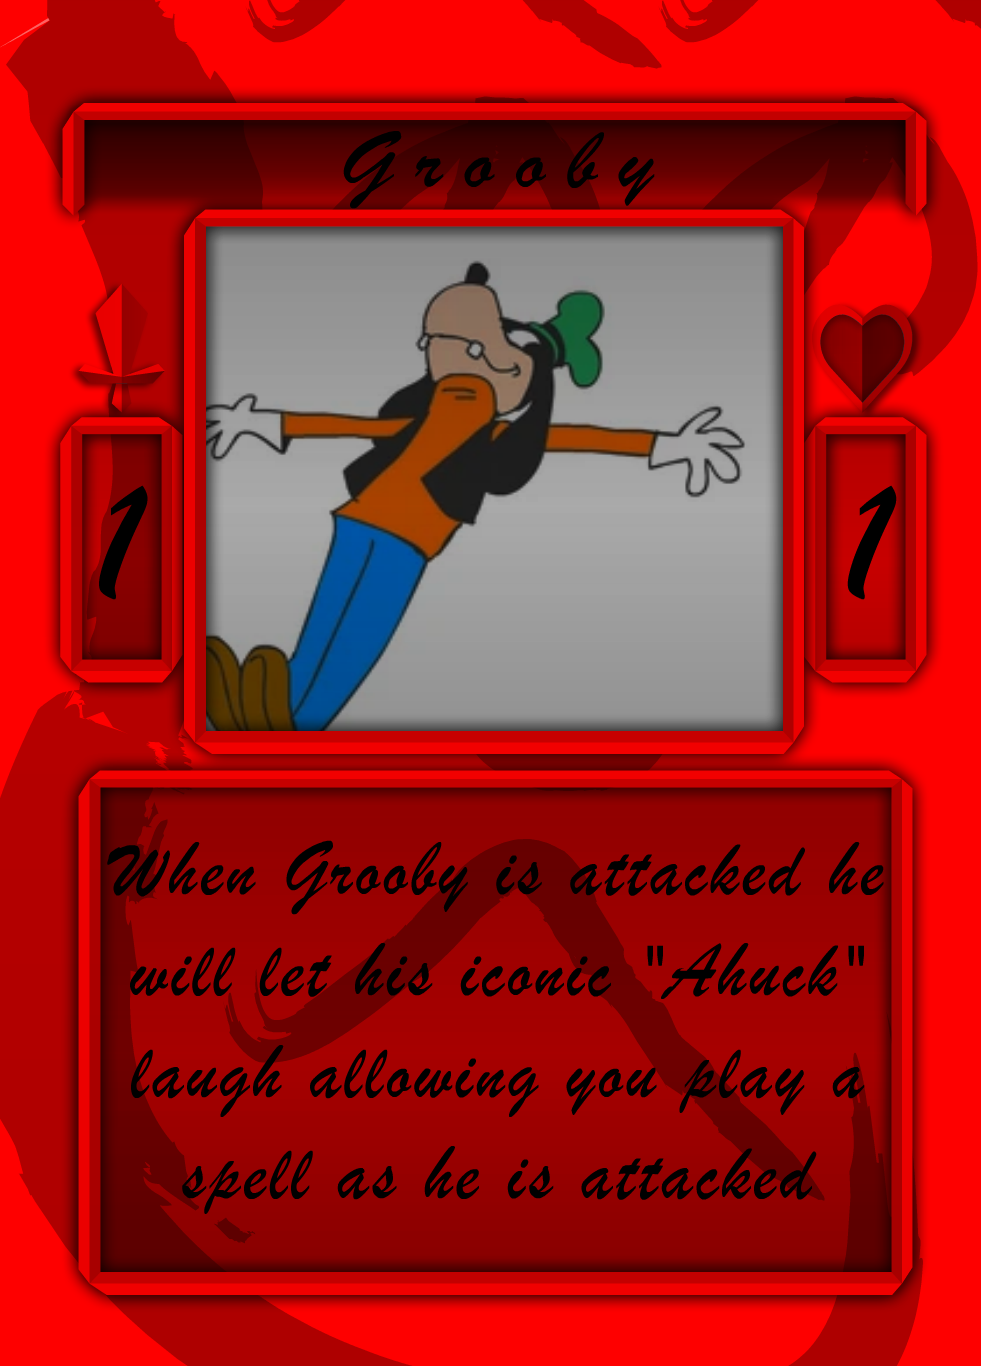 Grooby
1
1
When Grooby is attacked he
will let his iconic "Ahuck"
laugh allowing you play a
spell as he is attacked